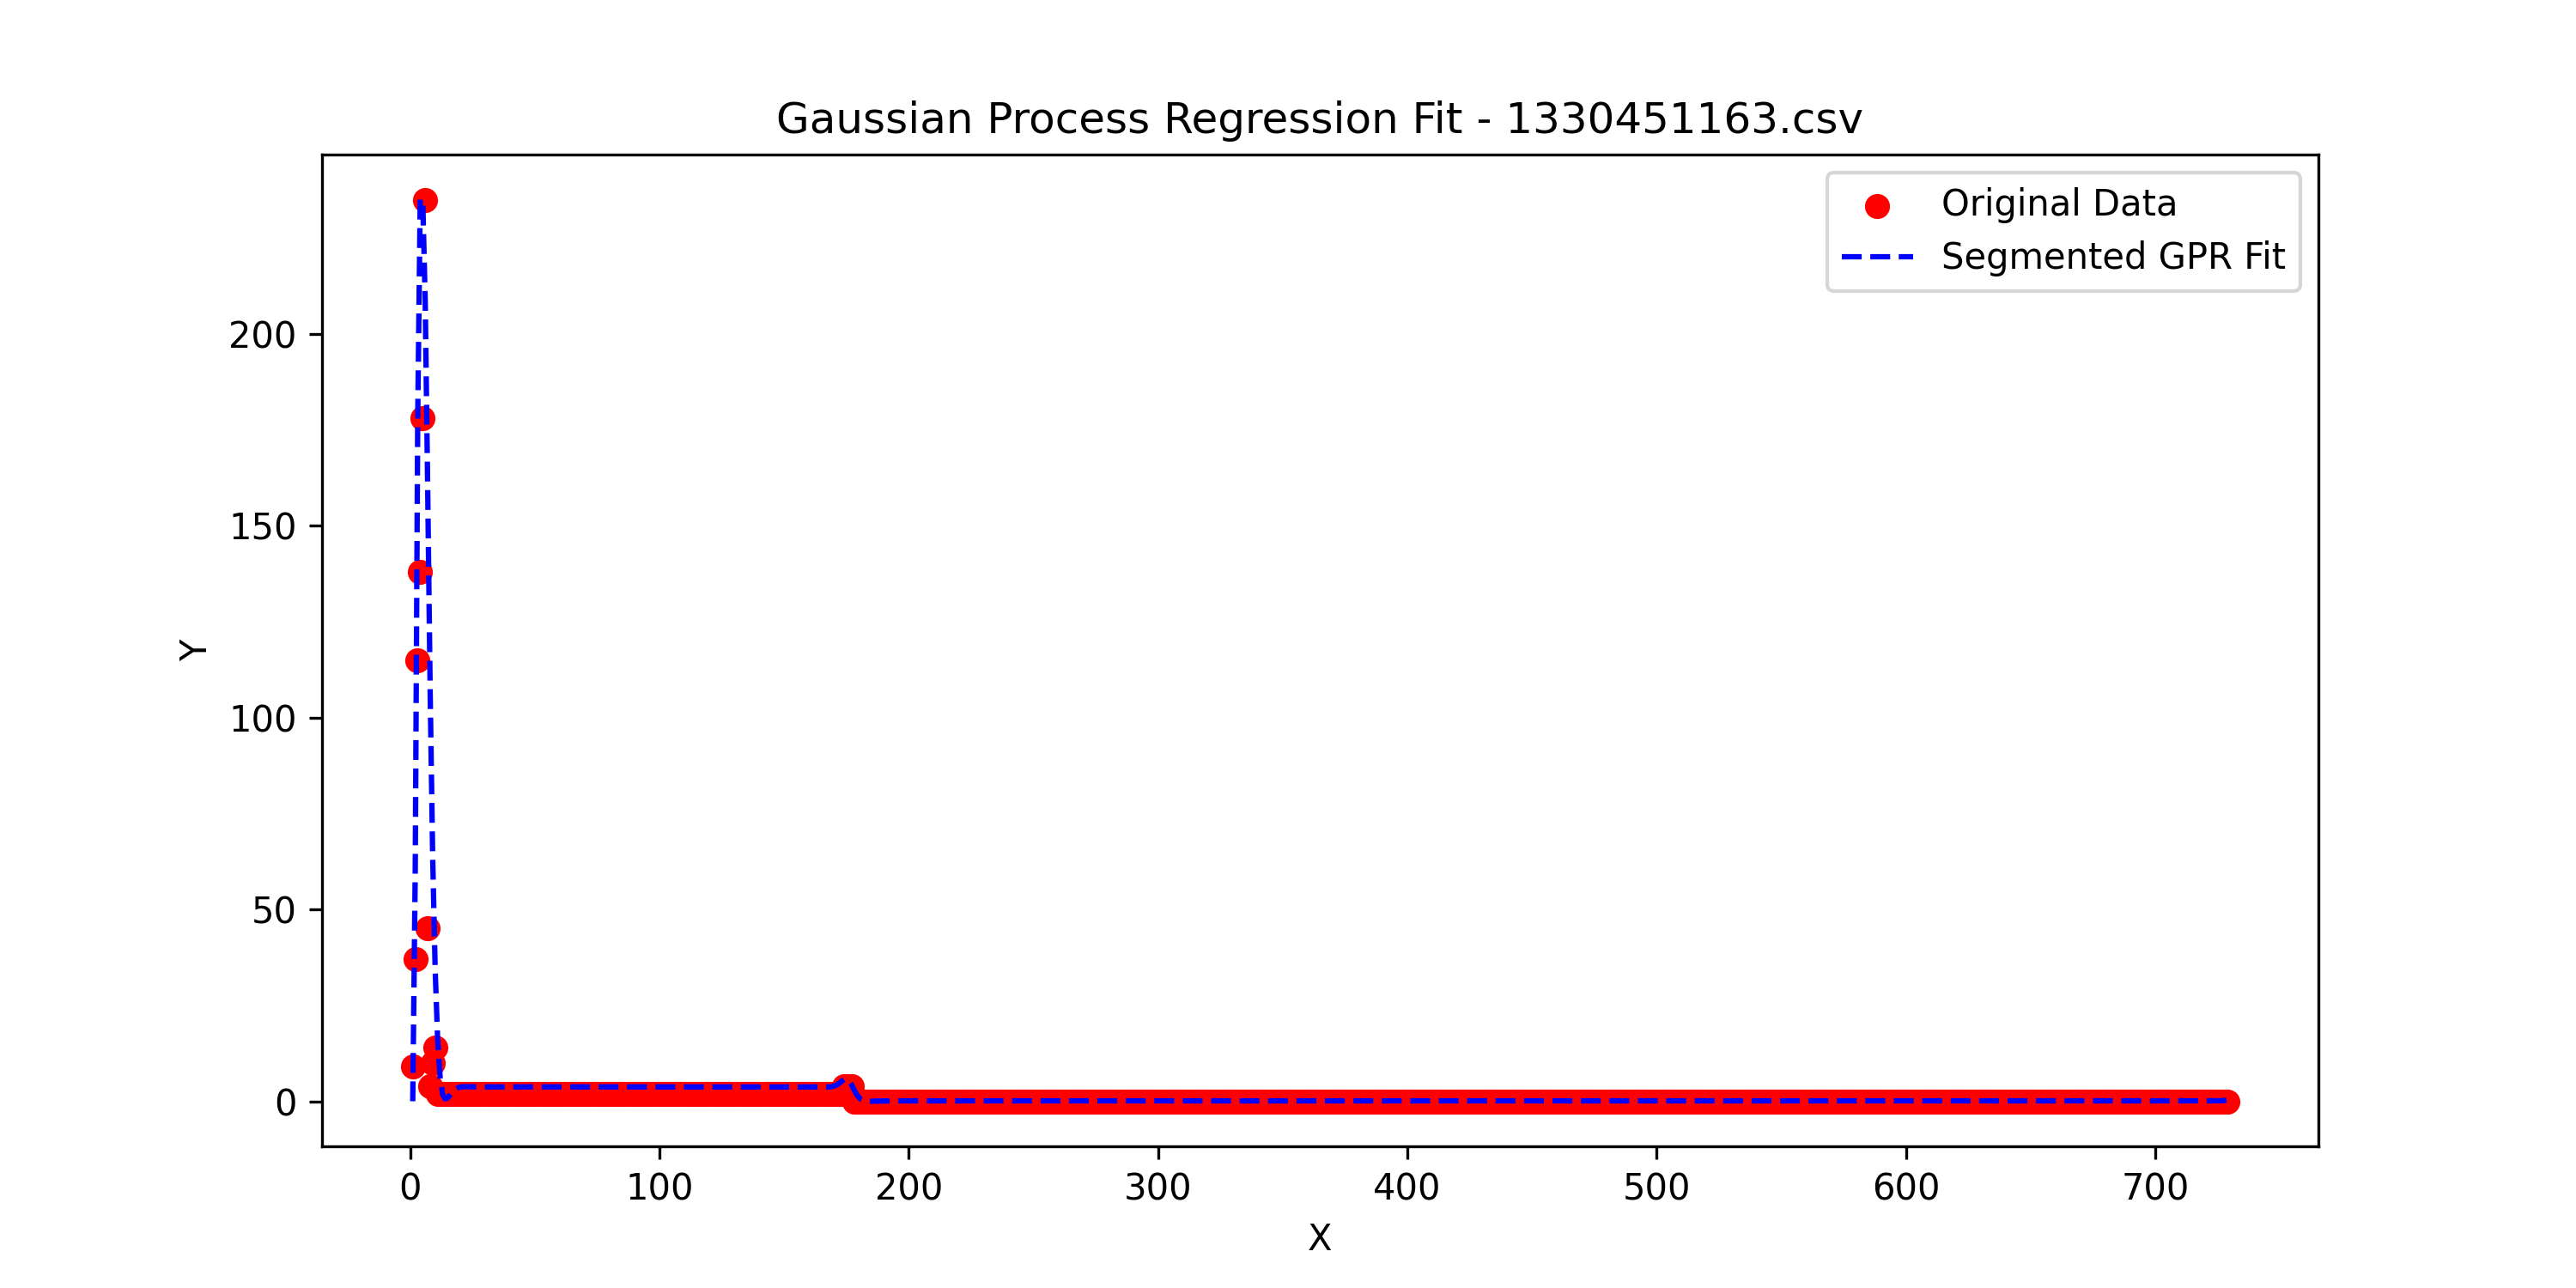 Gaussian Process Regression Fit - 1330451163.csv
Original Data
Segmented GPR Fit
200
150
100
50
0
Y
0 100 200 300 400 500 600 700
X